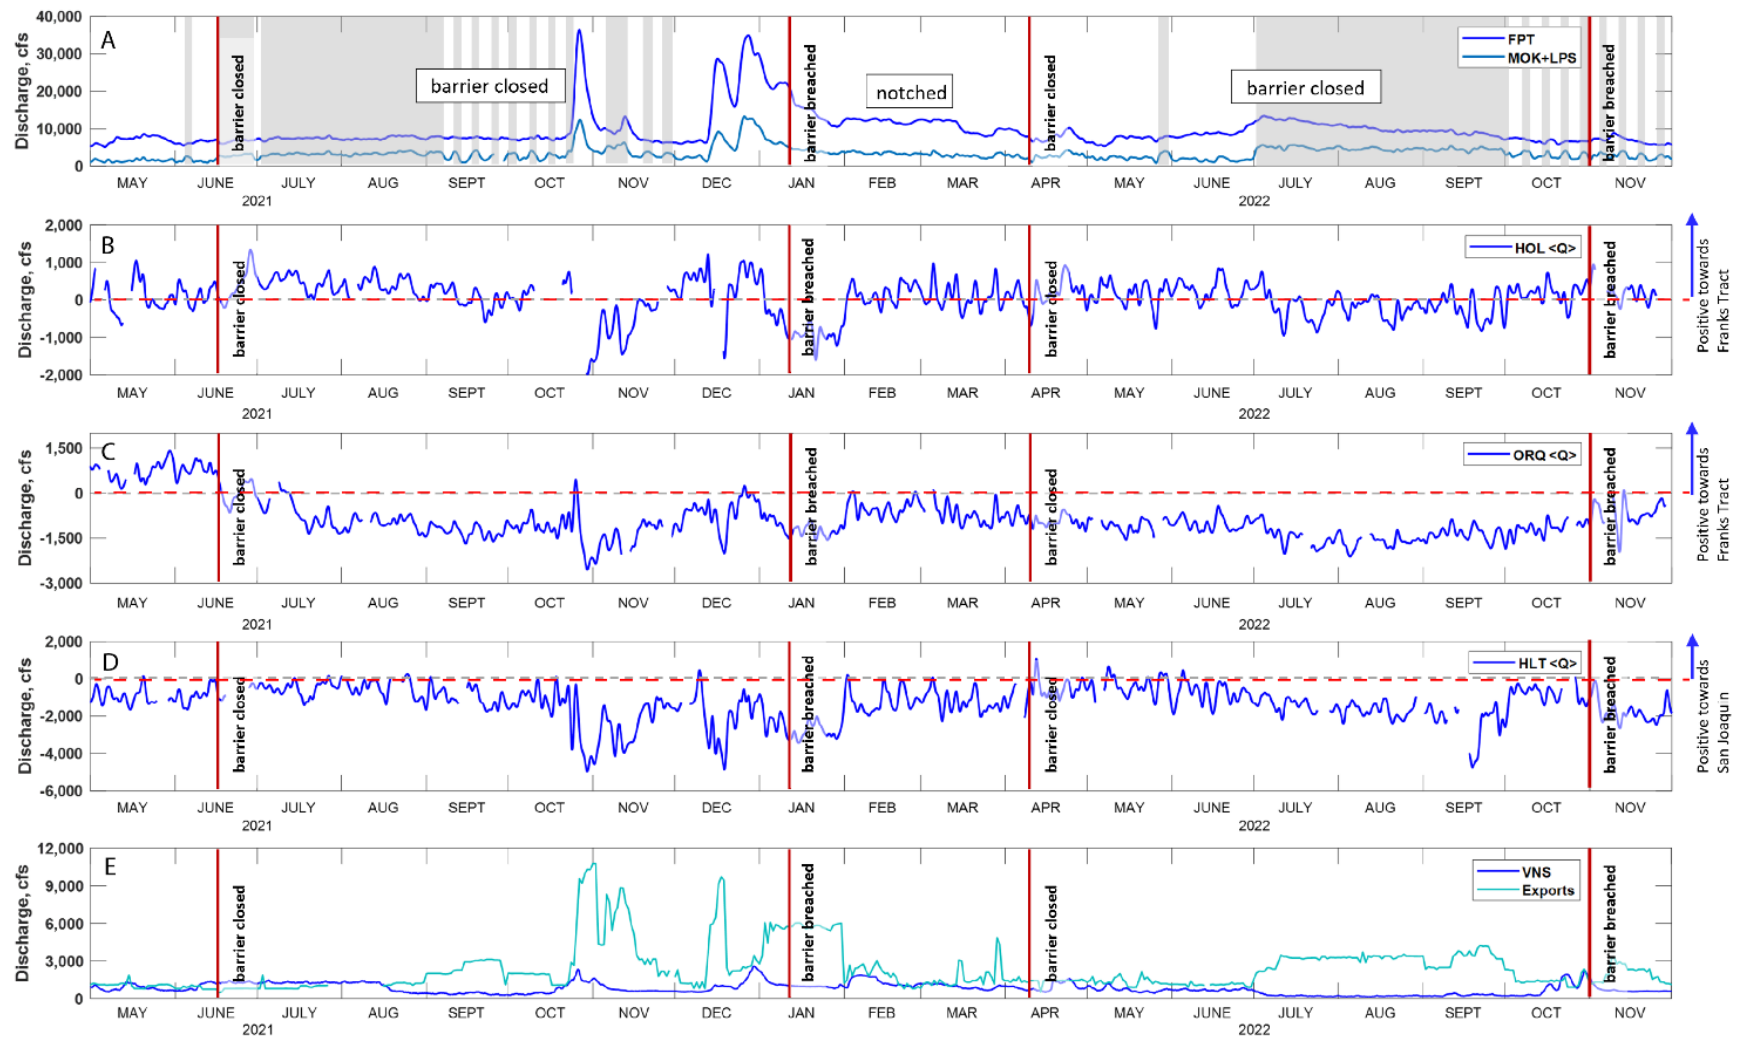 40,000
30,000
20,000
10,000
0
Discharge, cfs
A
barrier closed
barrier closed
barrier breached
notched
barrier closed
barrier closed
barrier breached
FPT
MOK+LPS
MAY JUNE JULY AUG SEPT OCT NOV DEC JAN FEB MAR APR MAY JUNE JULY AUG SEPT OCT NOV
2021 2022
2,000
1,000
0
-1,000
-2,000
Discharge, cfs
B
barrier closed
barrier breached
barrier closed
barrier breached
HOL <Q>
Positive towards
Franks Tract
MAY JUNE JULY AUG SEPT OCT NOV DEC JAN FEB MAR APR MAY JUNE JULY AUG SEPT OCT NOV
2021 2022
1,500
0
-1,500
-3,000
Discharge, cfs
C
barrier closed
barrier breached
barrier closed
barrier breached
ORQ <Q>
Positive towards
Franks Tract
MAY JUNE JULY AUG SEPT OCT NOV DEC JAN FEB MAR APR MAY JUNE JULY AUG SEPT OCT NOV
2021 2022
2,000
0
-2,000
-4,000
-6,000
Discharge, cfs
D
barrier closed
barrier breached
barrier closed
barrier breached
HLT <Q>
Positive towards
San Joaquin
MAY JUNE JULY AUG SEPT OCT NOV DEC JAN FEB MAR APR MAY JUNE JULY AUG SEPT OCT NOV
2021 2022
12,000
9,000
6,000
3,000
0
Discharge, cfs
E
barrier closed
barrier breached
barrier closed
barrier breached
VNS
Exports
MAY JUNE JULY AUG SEPT OCT NOV DEC JAN FEB MAR APR MAY JUNE JULY AUG SEPT OCT NOV
2021 2022